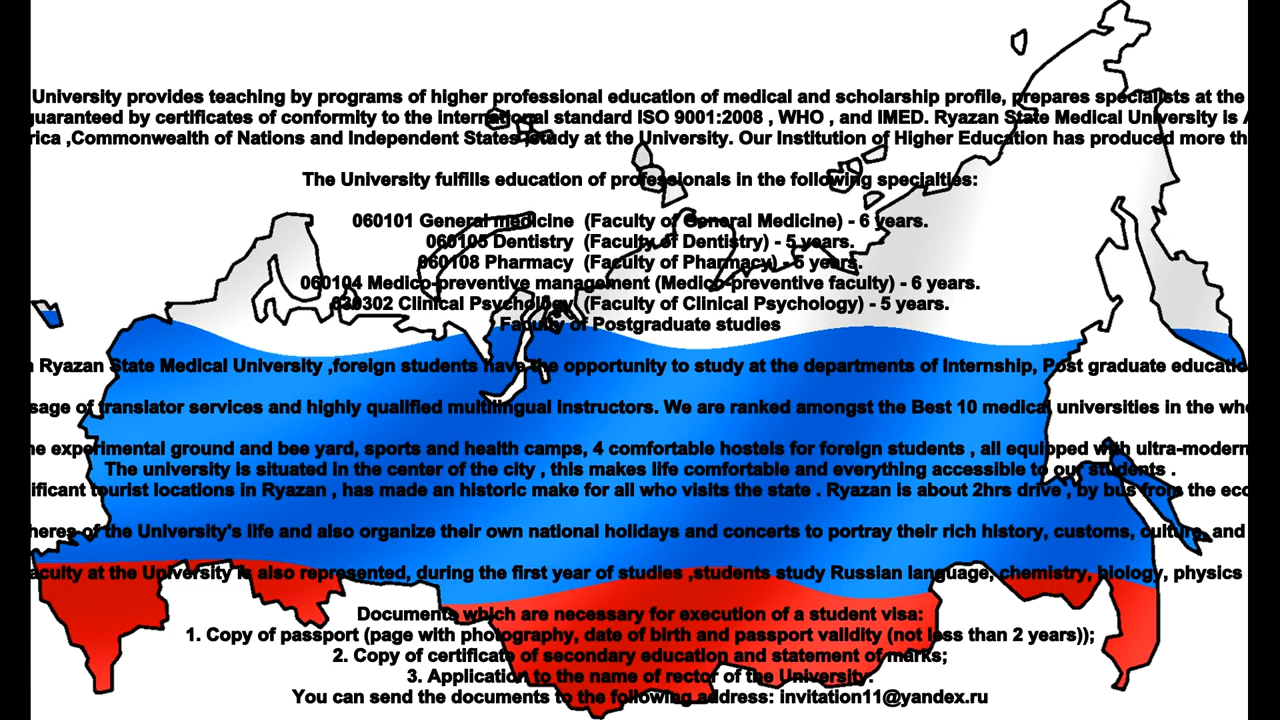 University provides teaching by programs of higher professional education of medical and scholarship profile, prepares specialists at the
guaranteed by certificates of conformity to the international standard ISO 9001:2008 , WHO , and IMED. Ryazan State Medical University is
rica ,Commonwealth of Nations and Independent States ,study at the University. Our Institution of Higher Education has produced more th
The University fulfills education of professionals in the following specialties:
060101 General medicine (Faculty of General Medicine) - 6 years.
060105 Dentistry (Faculty of Dentistry) - 5 years.
060108 Pharmacy (Faculty of Pharmacy) - 5 years.
060104 Medico-preventive management (Medico-preventive faculty) - 6 years.
030302 Clinical Psychology (Faculty of Clinical Psychology) - 5 years.
Faculty of Postgraduate studies
n Ryazan State Medical University ,foreign students have the opportunity to study at the departments of Internship, Post graduate educatio
sage of translator services and highly qualified multilingual instructors. We are ranked amongst the Best 10 medical universities in the who
he experimental ground and bee yard, sports and health camps, 4 comfortable hostels for foreign students , all equipped with ultra-modern
The university is situated in the center of the city , this makes life comfortable and everything accessible to our students .
ificant tourist locations in Ryazan , has made an historic make for all who visits the state . Ryazan is about 2hrs drive , by bus from the eco
heres of the University's life and also organize their own national holidays and concerts to portray their rich history, customs, culture, and
aculty at the University is also represented, during the first year of studies ,students study Russian language, chemistry, biology, physics
Documents which are necessary for execution of a student visa:
1. Copy of passport (page with photography, date of birth and passport validity (not less than 2 years));
2. Copy of certificate of secondary education and statement of marks;
3. Application to the name of rector of the University.
You can send the documents to the following address: invitation11@yandex.ru